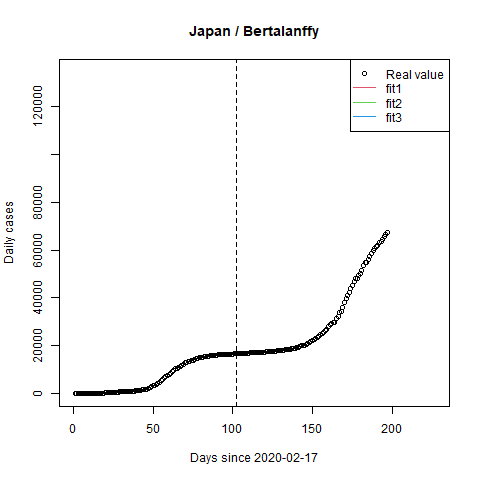 Japan / Bertalanffy
Real value
fit1
fit2
fit3
Daily cases
0
20000
40000
60000
80000
120000
0
50
100
150
200
Days since 2020-02-17